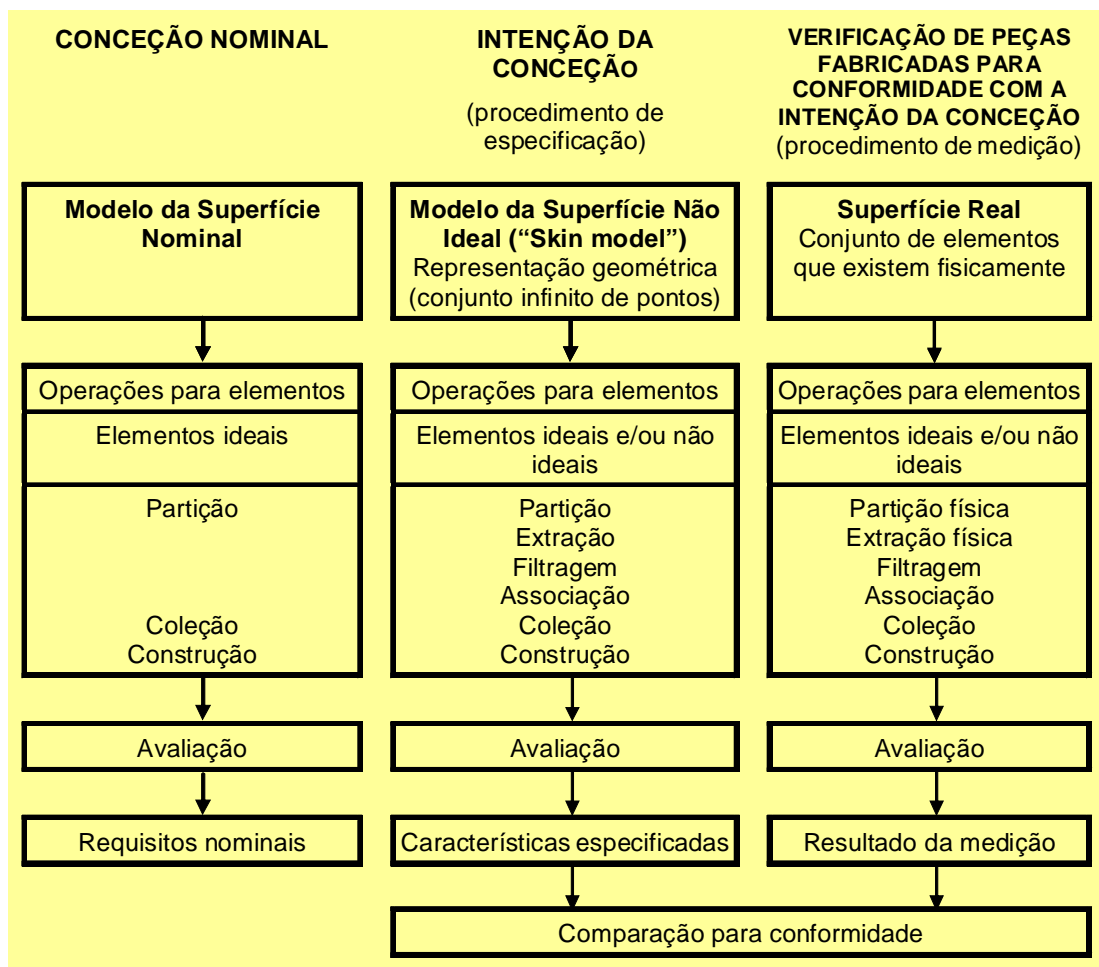 CONCEÇÃO NOMINAL
INTENÇÃO DA
CONCEÇÃO
(procedimento de
especificação)
VERIFICAÇÃO DE PEÇAS
FABRICADAS PARA
CONFORMIDADE COM A
INTENÇÃO DA CONCEÇÃO
(procedimento de medição)
Modelo da Superfície
Nominal
Modelo da Superfície Não
Ideal (“Skin model”)
Representação geométrica
(conjunto infinito de pontos)
Superfície Real
Conjunto de elementos
que existem fisicamente
Operações para elementos
Elementos ideais
Partição
Coleção
Construção
Operações para elementos
Elementos ideais e/ou não
ideais
Partição
Extração
Filtragem
Associação
Coleção
Construção
Operações para elementos
Elementos ideais e/ou não
ideais
Partição física
Extração física
Filtragem
Associação
Coleção
Construção
Avaliação
Avaliação
Avaliação
Requisitos nominais
Características especificadas
Resultado da medição
Comparação para conformidade